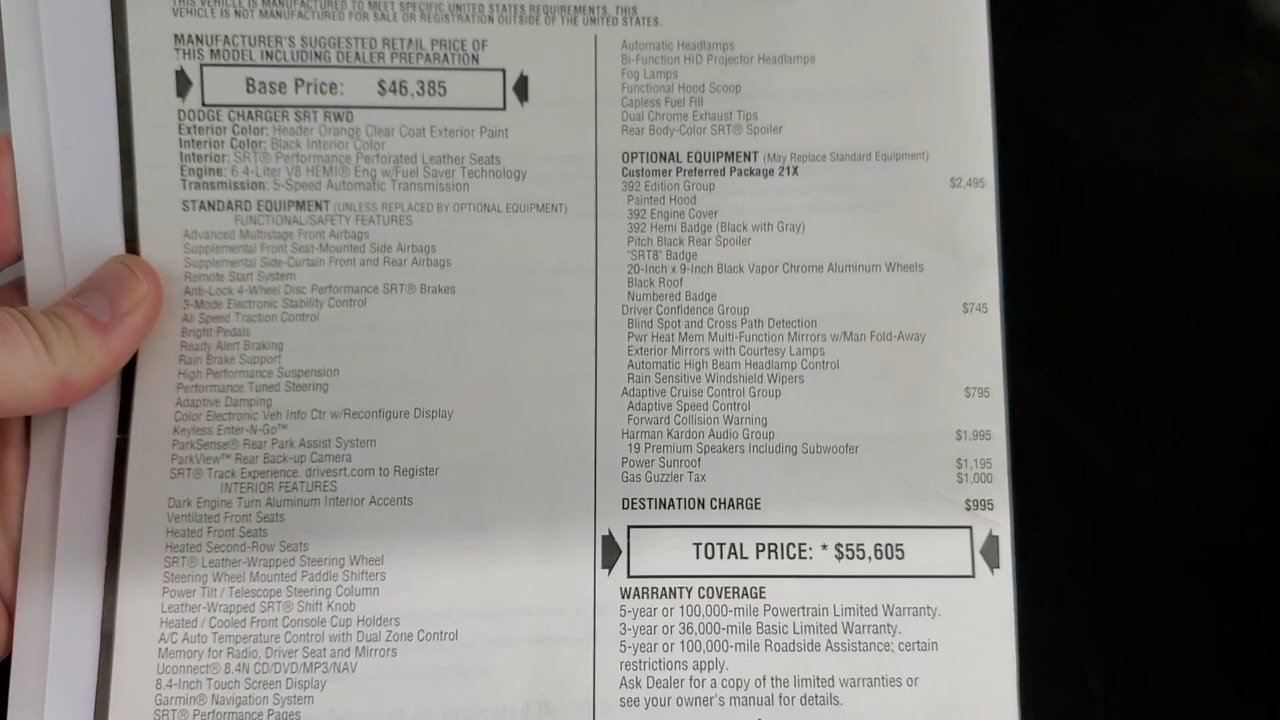 THIS VEHICLE IS MANUFACTURED TO MEET SPECIFIC UNITED STATES REQUIREMENTS. THIS
VEHICLE IS NOT MANUFACTURED FOR SALE OR REGISTRATION OUTSIDE OF THE UNITED STATES.
MANUFACTURER'S SUGGESTED RETAIL PRICE OF
THIS MODEL INCLUDING DEALER PREPARATION
Base Price: $46,385
DODGE CHARGER SRT RWD
Exterior Color: Header Orange Clear Coat Exterior Paint
Interior Color: Black Interior Color
Interior: SRT® Performance Perforated Leather Seats
Engine: 6.4-Liter V8 HEMI® Eng w/Fuel Saver Technology
Transmission: 5-Speed Automatic Transmission
STANDARD EQUIPMENT (UNLESS REPLACED BY OPTIONAL EQUIPMENT)
FUNCTIONAL/SAFETY FEATURES
Advanced Multistage Front Airbags
Supplemental Front Seat-Mounted Side Airbags
Supplemental Side-Curtain Front and Rear Airbags
Remote Start System
Anti-Lock 4-Wheel Disc Performance SRT® Brakes
3-Mode Electronic Stability Control
All Speed Traction Control
Bright Pedals
Ready Alert Braking
Rain Brake Support
High Performance Suspension
Performance Tuned Steering
Adaptive Damping
Color Electronic Veh Info Ctr w/Reconfigure Display
Keyless Enter-N-Go™
ParkSense® Rear Park Assist System
ParkView™ Rear Back-up Camera
SRT® Track Experience. drivesrt.com to Register
INTERIOR FEATURES
Dark Engine Turn Aluminum Interior Accents
Ventilated Front Seats
Heated Front Seats
Heated Second-Row Seats
SRT® Leather-Wrapped Steering Wheel
Steering Wheel Mounted Paddle Shifters
Power Tilt / Telescope Steering Column
Leather-Wrapped SRT® Shift Knob
Heated / Cooled Front Console Cup Holders
A/C Auto Temperature Control with Dual Zone Control
Memory for Radio, Driver Seat and Mirrors
Uconnect® 8.4N CD/DVD/MP3/NAV
8.4-Inch Touch Screen Display
Garmin® Navigation System
SRT® Performance Pages
Automatic Headlamps
Bi-Function HID Projector Headlamps
Fog Lamps
Functional Hood Scoop
Capless Fuel Fill
Dual Chrome Exhaust Tips
Rear Body-Color SRT® Spoiler
OPTIONAL EQUIPMENT (May Replace Standard Equipment)
Customer Preferred Package 21X
392 Edition Group $2,495
Painted Hood
392 Engine Cover
392 Hemi Badge (Black with Gray)
Pitch Black Rear Spoiler
"SRT8" Badge
20-Inch x 9-Inch Black Vapor Chrome Aluminum Wheels
Black Roof
Numbered Badge
Driver Confidence Group $745
Blind Spot and Cross Path Detection
Pwr Heat Mem Multi-Function Mirrors w/Man Fold-Away
Exterior Mirrors with Courtesy Lamps
Automatic High Beam Headlamp Control
Rain Sensitive Windshield Wipers
Adaptive Cruise Control Group $795
Adaptive Speed Control
Forward Collision Warning
Harman Kardon Audio Group $1,995
19 Premium Speakers Including Subwoofer
Power Sunroof $1,195
Gas Guzzler Tax $1,000
DESTINATION CHARGE $995
TOTAL PRICE: * $55,605
WARRANTY COVERAGE
5-year or 100,000-mile Powertrain Limited Warranty.
3-year or 36,000-mile Basic Limited Warranty.
5-year or 100,000-mile Roadside Assistance; certain
restrictions apply.
Ask Dealer for a copy of the limited warranties or
see your owner's manual for details.